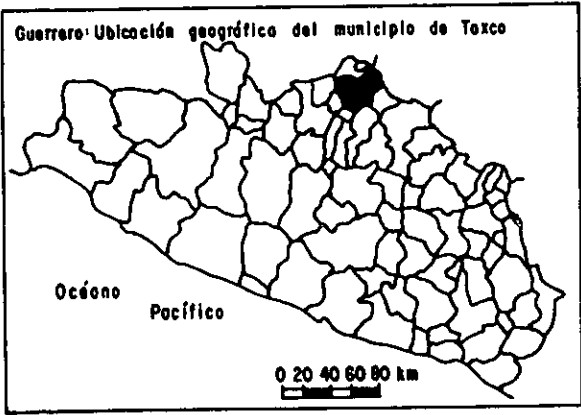 Guerrero: Ubicación geográfica del municipio de Taxco
Océano
Pacífico
0 20 40 60 80 km